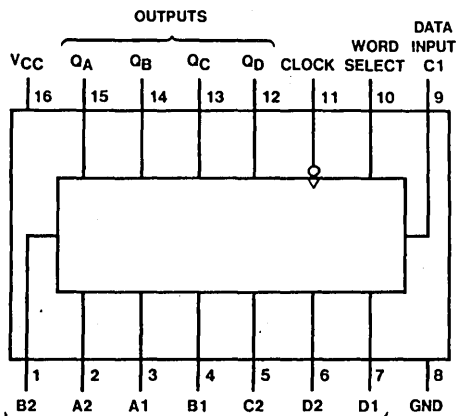 OUTPUTS
VCC QA QB QC QD CLOCK WORD SELECT DATA INPUT C1
16 15 14 13 12 11 10 9
1 2 3 4 5 6 7 8
B2 A2 A1 B1 C2 D2 D1 GND